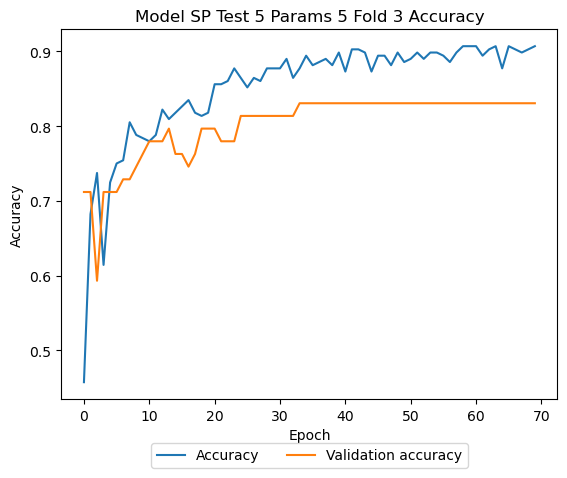 Model SP Test 5 Params 5 Fold 3 Accuracy
0.9
0.8
0.7
0.6
0.5
Accuracy
0 10 20 30 40 50 60 70
Epoch
Accuracy Validation accuracy